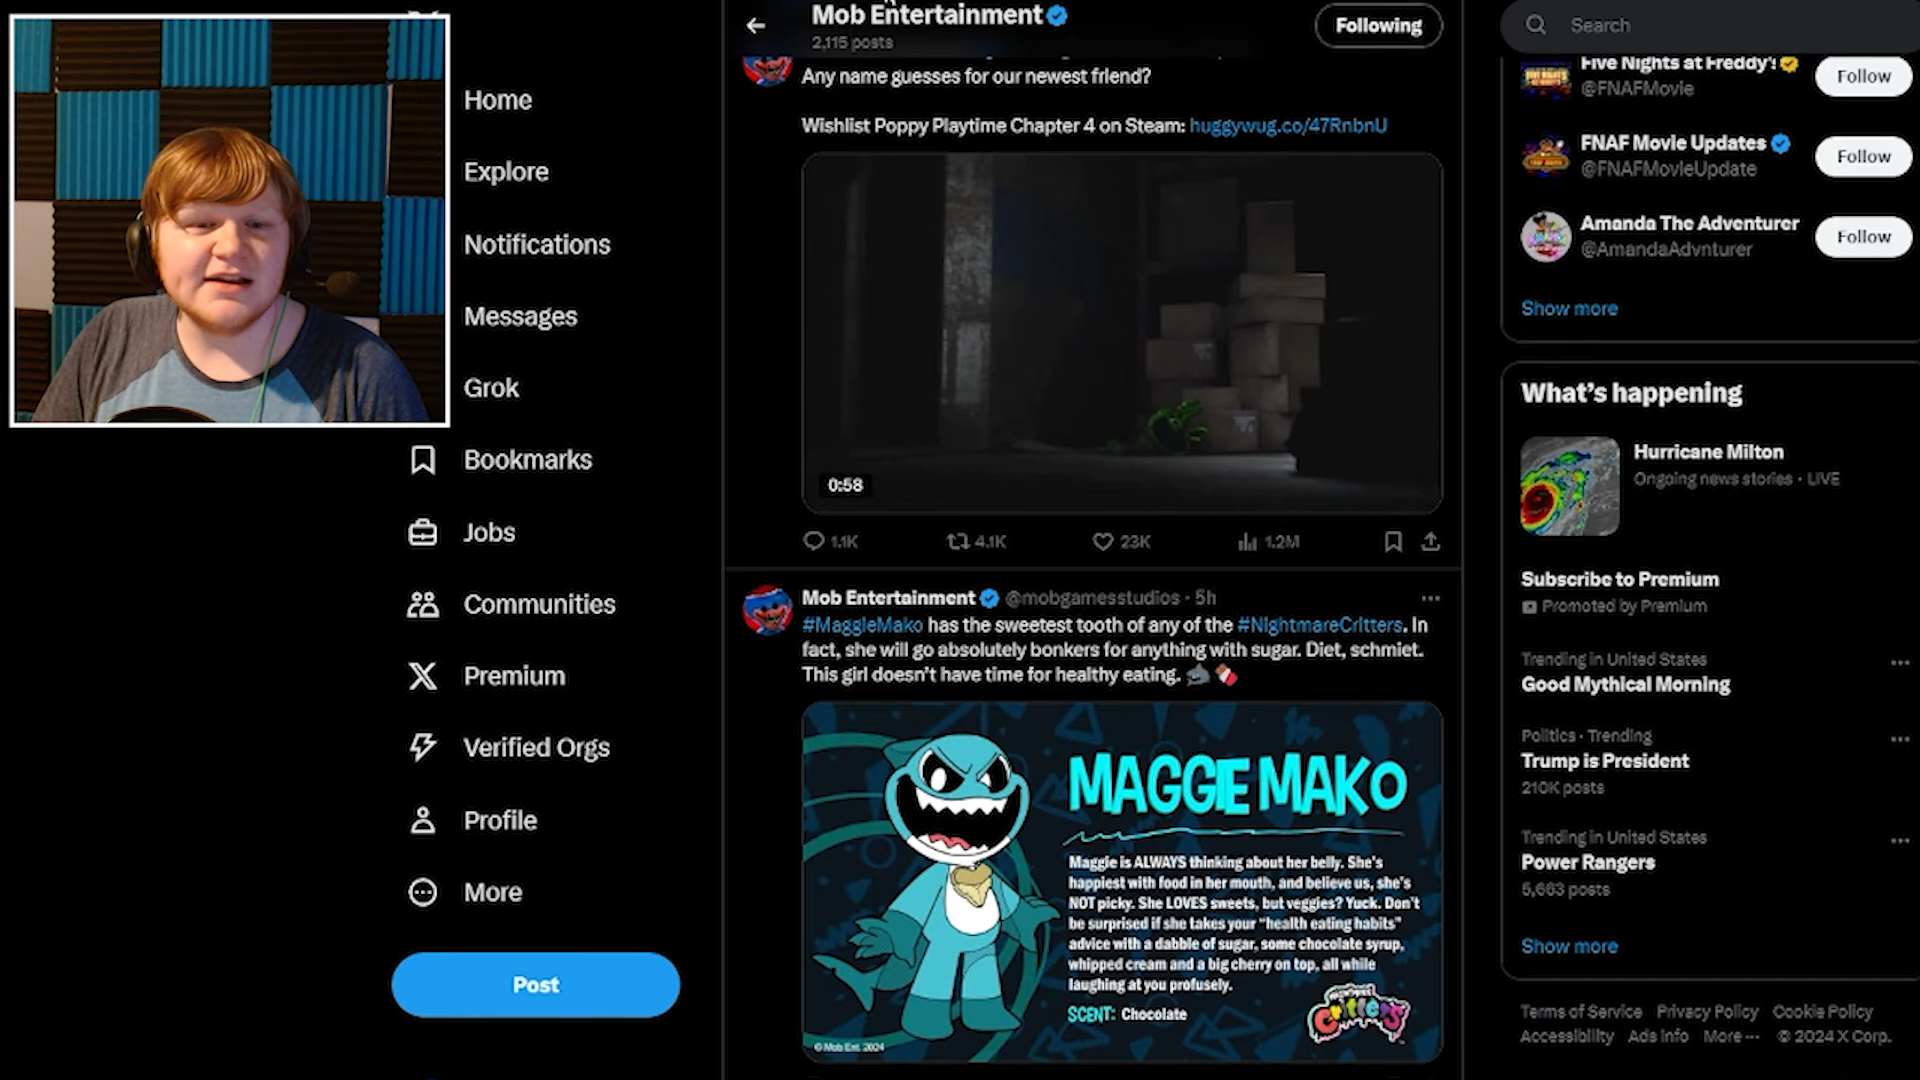 Home
Explore
Notifications
Messages
Grok
Bookmarks
Jobs
Communities
Premium
Verified Orgs
Profile
More
Post
Mob Entertainment
2,115 posts
Following
Any name guesses for our newest friend?
Wishlist Poppy Playtime Chapter 4 on Steam: huggywug.co/47RnbnU
0:58
1.1K 4.1K 23K 1.2M
Mob Entertainment @mobgamesstudios · 5h
#MaggieMako has the sweetest tooth of any of the #NightmareCritters. In
fact, she will go absolutely bonkers for anything with sugar. Diet, schmiet.
This girl doesn't have time for healthy eating.
MAGGIE MAKO
Maggie is ALWAYS thinking about her belly. She's
happiest with food in her mouth, and believe us, she's
NOT picky. She LOVES sweets, but veggies? Yuck. Don't
be surprised if she takes your "health eating habits"
advice with a dabble of sugar, some chocolate syrup,
whipped cream and a big cherry on top, all while
laughing at you profusely.
SCENT: Chocolate
Critters
© Mob Ent. 2024
Search
Five Nights at Freddy's
@FNAFMovie
Follow
FNAF Movie Updates
@FNAFMovieUpdate
Follow
Amanda The Adventurer
@AmandaAdvnturer
Follow
Show more
What's happening
Hurricane Milton
Ongoing news stories · LIVE
Subscribe to Premium
Promoted by Premium
Trending in United States
Good Mythical Morning
Politics · Trending
Trump is President
210K posts
Trending in United States
Power Rangers
5,663 posts
Show more
Terms of Service Privacy Policy Cookie Policy
Accessibility Ads info More ··· © 2024 X Corp.